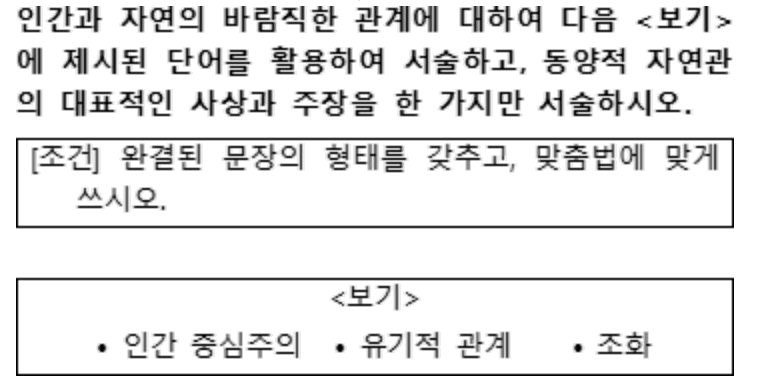 인간과 자연의 바람직한 관계에 대하여 다음 <보기>
에 제시된 단어를 활용하여 서술하고, 동양적 자연관
의 대표적인 사상과 주장을 한 가지만 서술하시오.
[조건] 완결된 문장의 형태를 갖추고, 맞춤법에 맞게
쓰시오.
<보기>
• 인간 중심주의 • 유기적 관계 • 조화